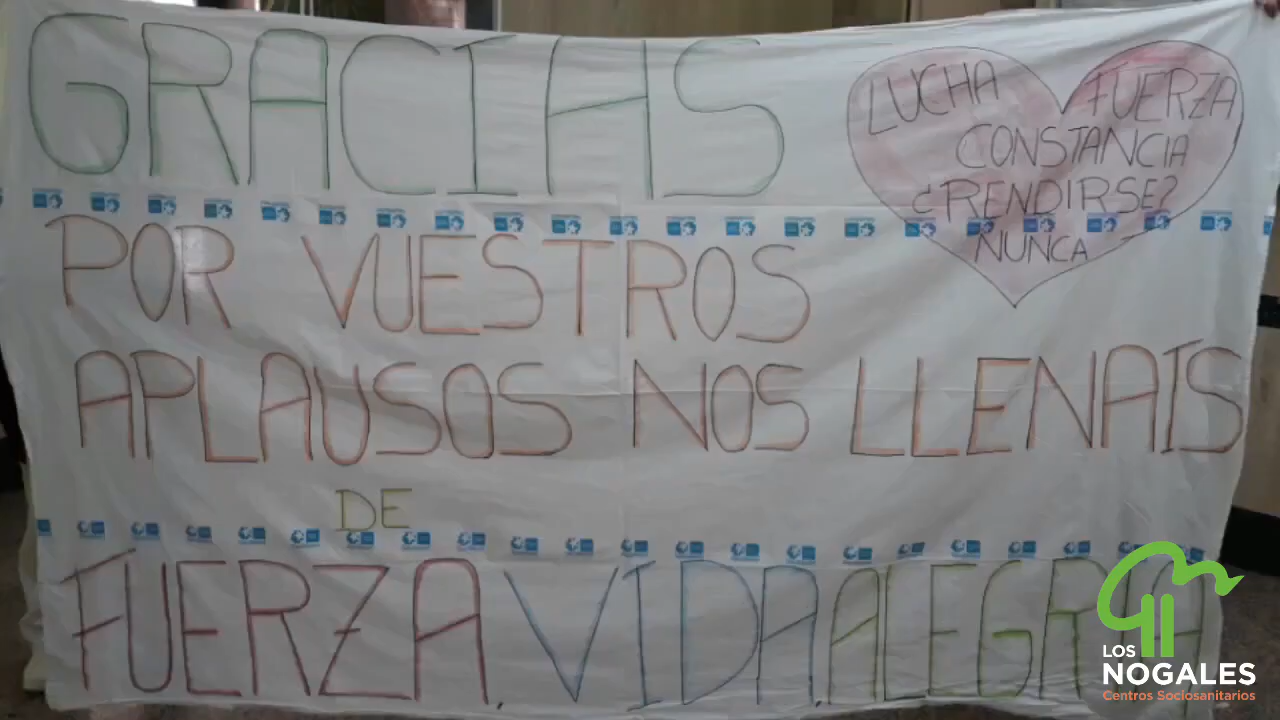 GRACIAS
LUCHA FUERZA
CONSTANCIA
¿RENDIRSE?
NUNCA
POR VUESTROS
APLAUSOS NOS LLENAIS
DE
FUERZA.VIDA.ALEGRIA
LOS
NOGALES
Centros Sociosanitarios